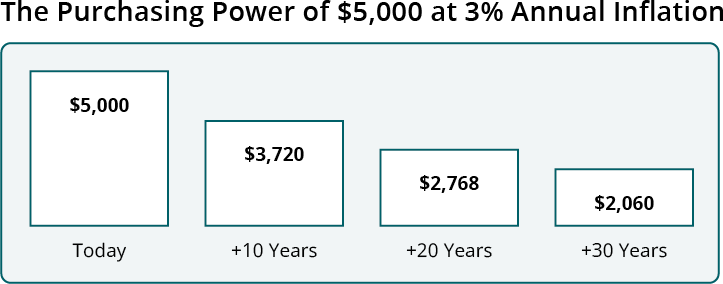 The Purchasing Power of $5,000 at 3% Annual Inflation
$5,000
$3,720
$2,768
$2,060
Today
+10 Years
+20 Years
+30 Years